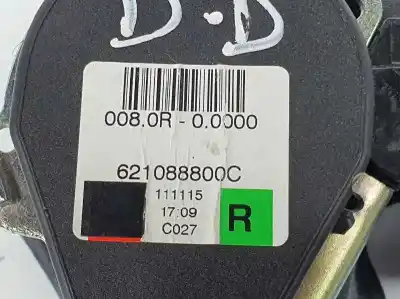 D.D
008.0R - 0.0000
621088800C
111115
17:09
C027
R